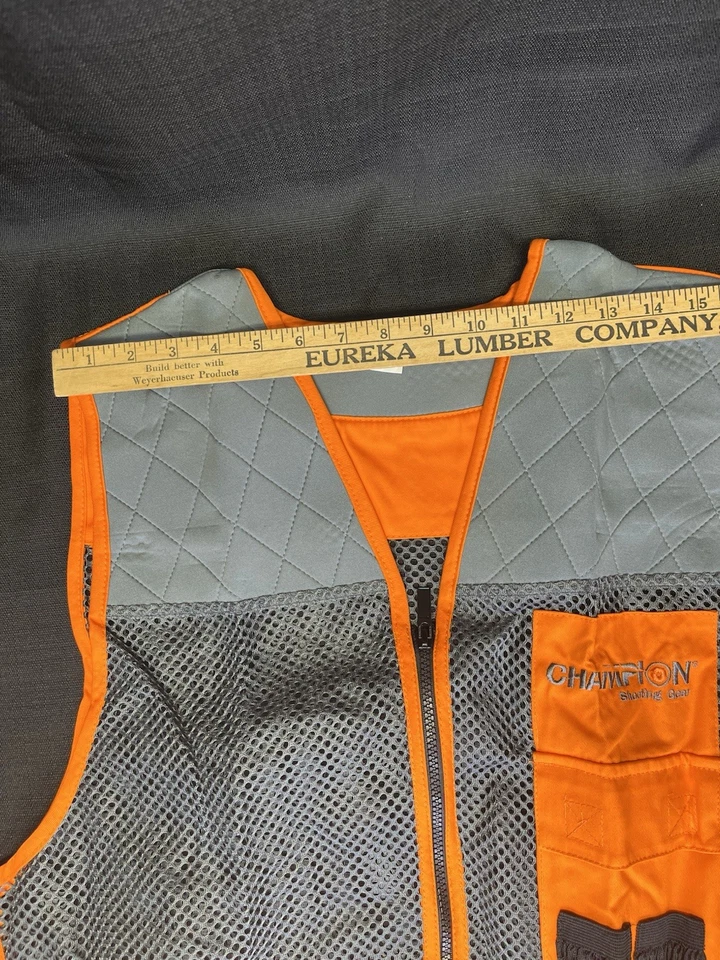 1 2 3 4 5 6 7 8 9 10 11 12 13 14 15
EUREKA LUMBER COMPANY
Build better with
Weyerhaeuser Products
CHAMPION
Shooting Gear